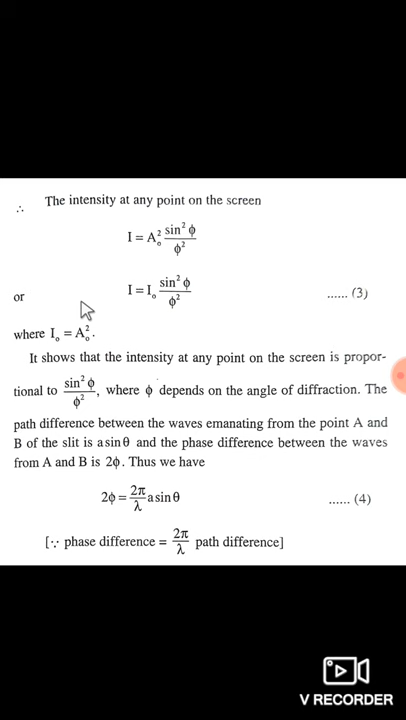 ∴ The intensity at any point on the screen
I = A₀² sin² ϕ / ϕ²
or I = I₀ sin² ϕ / ϕ² ...... (3)
where I₀ = A₀².
It shows that the intensity at any point on the screen is propor-
tional to sin² ϕ / ϕ², where ϕ depends on the angle of diffraction. The
path difference between the waves emanating from the point A and
B of the slit is a sin θ and the phase difference between the waves
from A and B is 2ϕ. Thus we have
2ϕ = 2π/λ a sin θ ...... (4)
[∵ phase difference = 2π/λ path difference]
V RECORDER